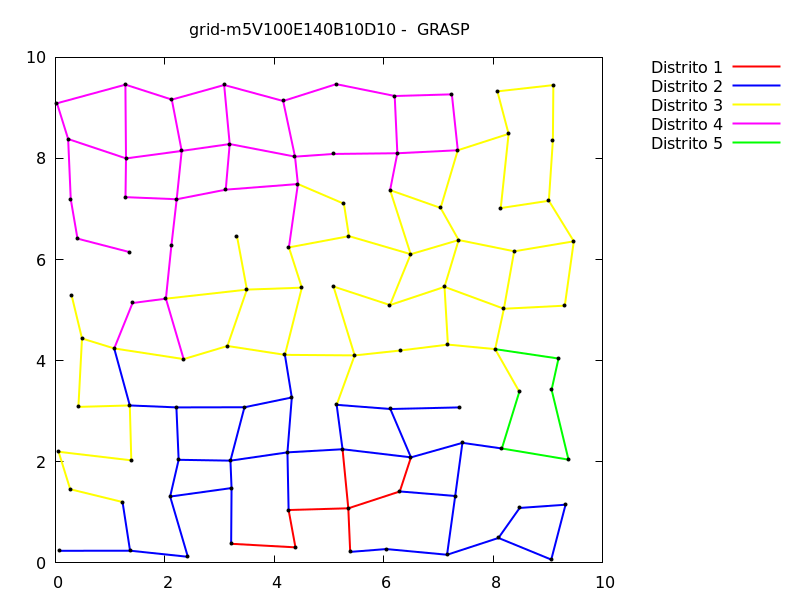 grid-m5V100E140B10D10 -  GRASP
Distrito 1
Distrito 2
Distrito 3
Distrito 4
Distrito 5
10
8
6
4
2
0
0 2 4 6 8 10